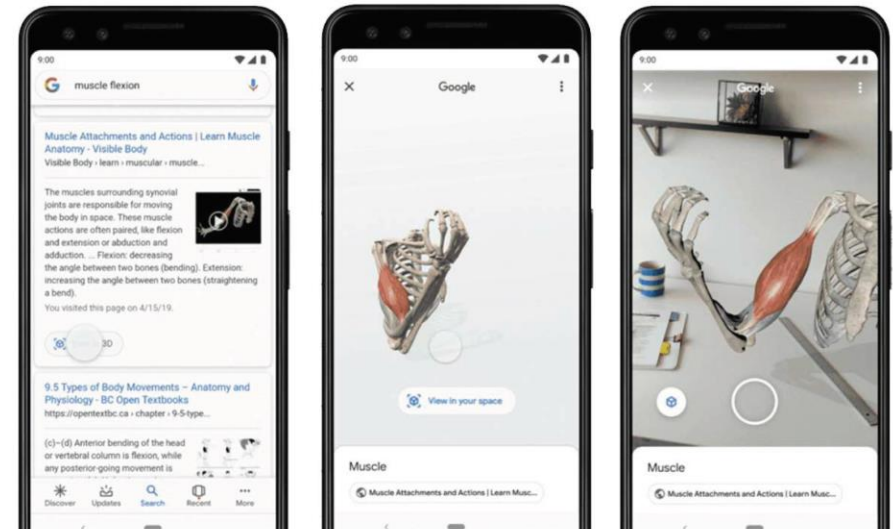 9:00
muscle flexion
Muscle Attachments and Actions | Learn Muscle
Anatomy - Visible Body
Visible Body › learn › muscular › muscle...
The muscles surrounding synovial
joints are responsible for moving
the body in space. These muscle
actions are often paired, like flexion
and extension or abduction and
adduction. ... Flexion: decreasing
the angle between two bones (bending). Extension:
increasing the angle between two bones (straightening
a bend).
You visited this page on 4/15/19.
3D
9.5 Types of Body Movements – Anatomy and
Physiology - BC Open Textbooks
https://opentextbc.ca › chapter › 9-5-type...
(c)–(d) Anterior bending of the head
or vertebral column is flexion, while
any posterior-going movement is
Discover Updates Search Recent More
9:00
Google
View in your space
Muscle
Muscle Attachments and Actions | Learn Musc...
9:00
Google
Muscle
Muscle Attachments and Actions | Learn Musc...